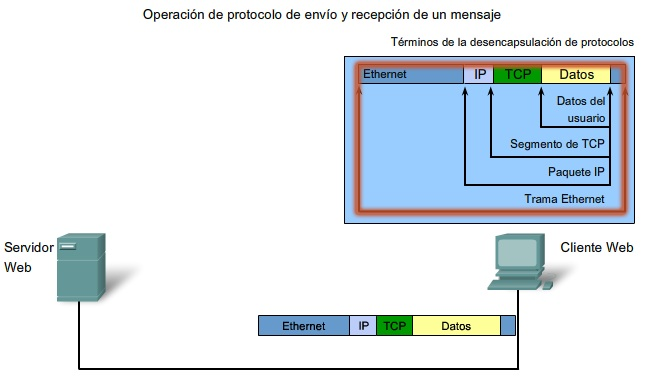 Operación de protocolo de envío y recepción de un mensaje
Términos de la desencapsulación de protocolos
Ethernet IP TCP Datos
Datos del
usuario
Segmento de TCP
Paquete IP
Trama Ethernet
Servidor
Web
Cliente Web
Ethernet IP TCP Datos